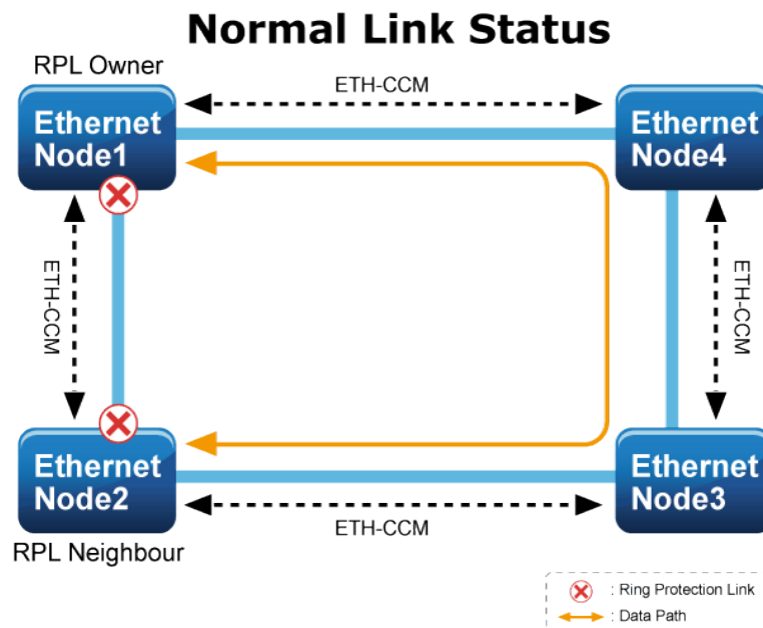 Normal Link Status
RPL Owner
ETH-CCM
Ethernet
Node1
Ethernet
Node4
ETH-CCM
ETH-CCM
Ethernet
Node2
Ethernet
Node3
RPL Neighbour
ETH-CCM
: Ring Protection Link
: Data Path